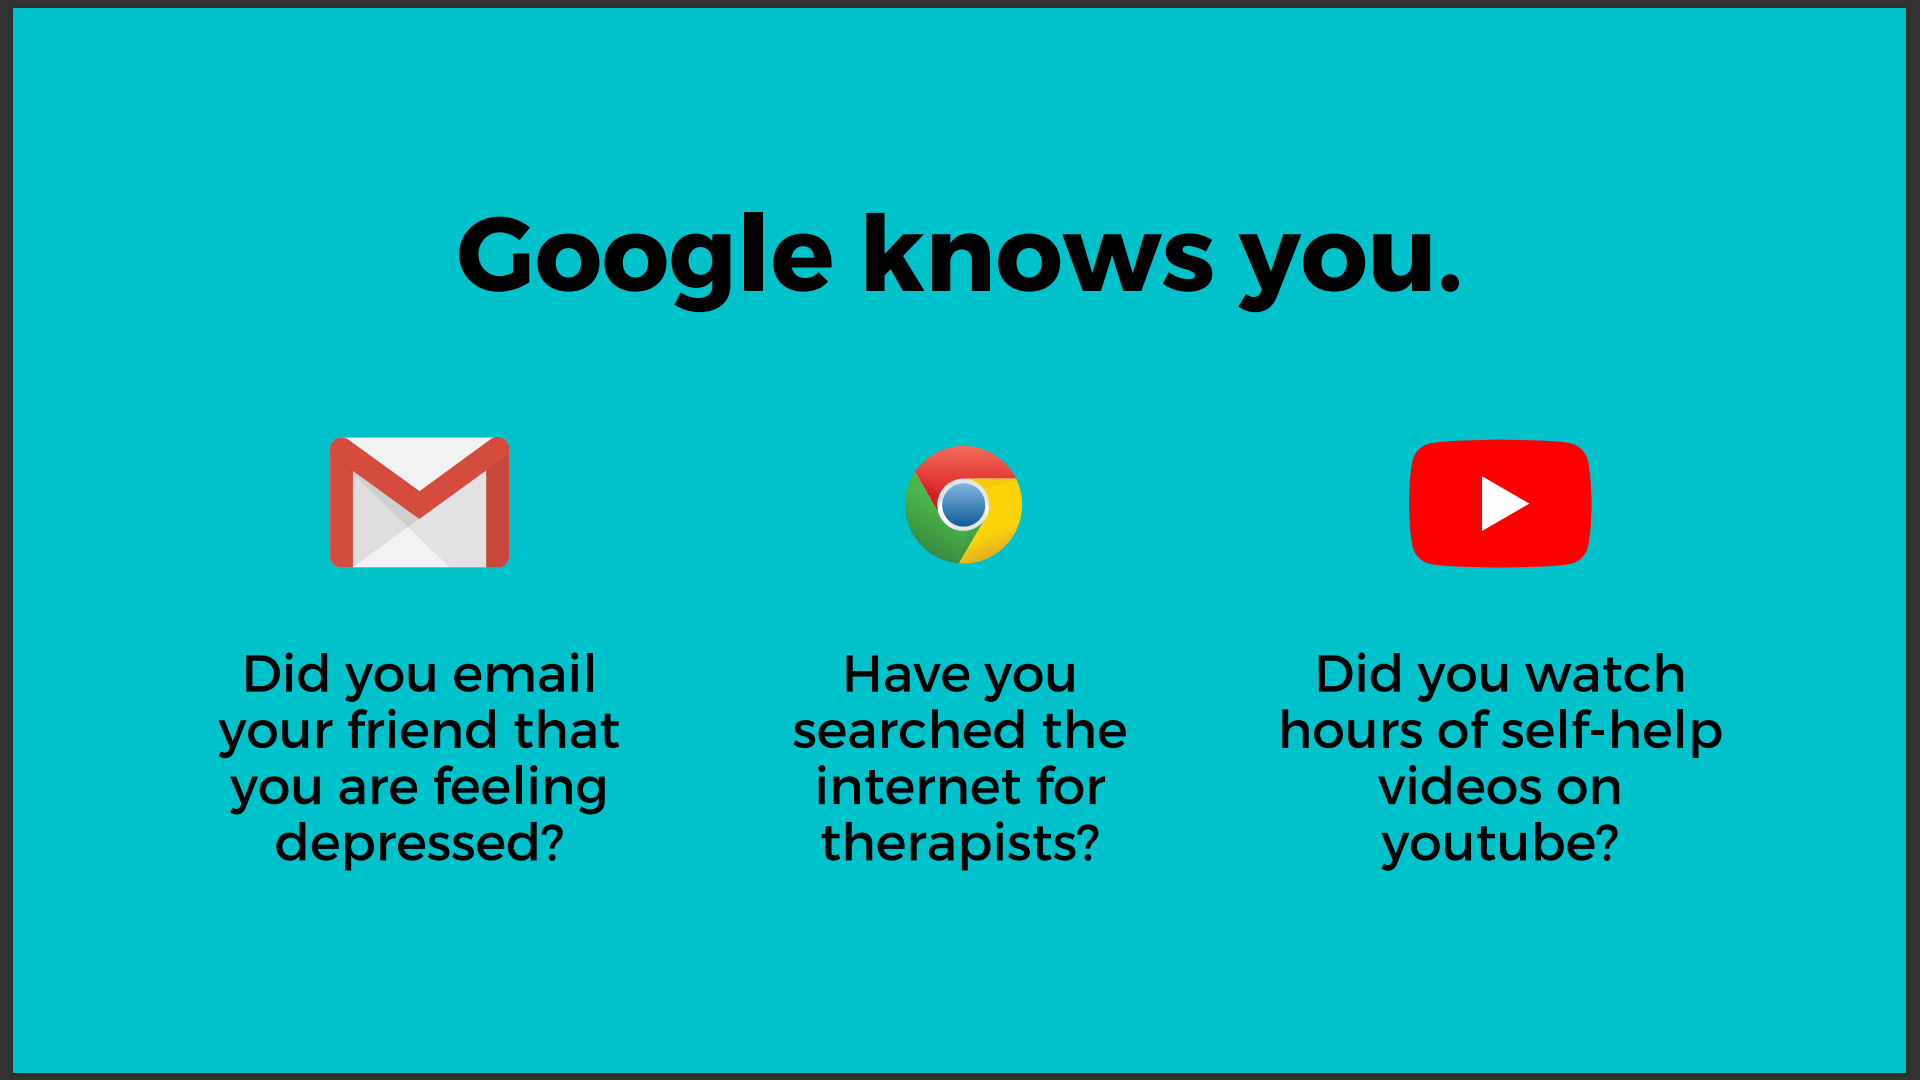 Google knows you.
Did you email
your friend that
you are feeling
depressed?
Have you
searched the
internet for
therapists?
Did you watch
hours of self-help
videos on
youtube?